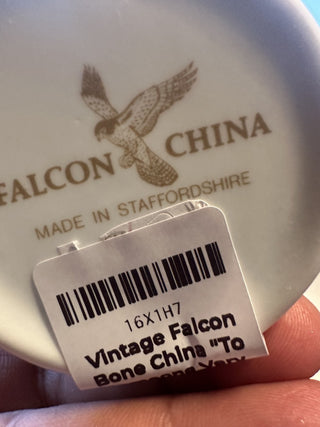 FALCON CHINA
MADE IN STAFFORDSHIRE
16X1H7
Vintage Falcon
Bone China "To